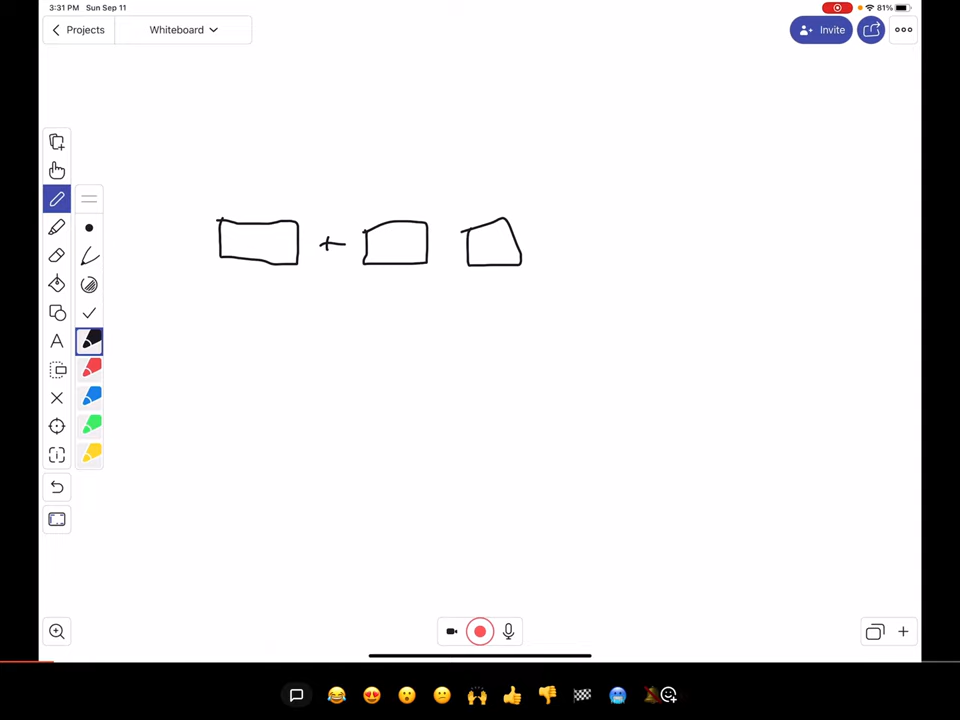 3:31 PM Sun Sep 11
81%
Projects
Whiteboard
Invite
+
A